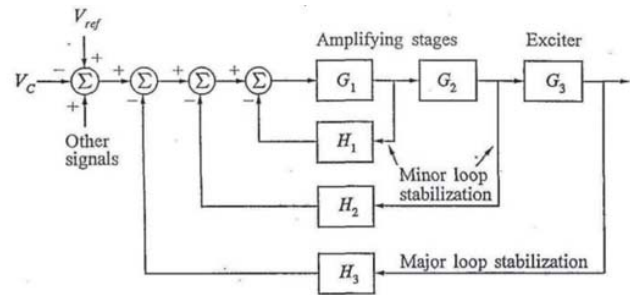 V_ref
Amplifying stages
Exciter
V_C
− + + + +
Σ Σ Σ Σ
G_1
G_2
G_3
+ − − −
Other
signals
H_1
Minor loop
stabilization
H_2
Major loop stabilization
H_3